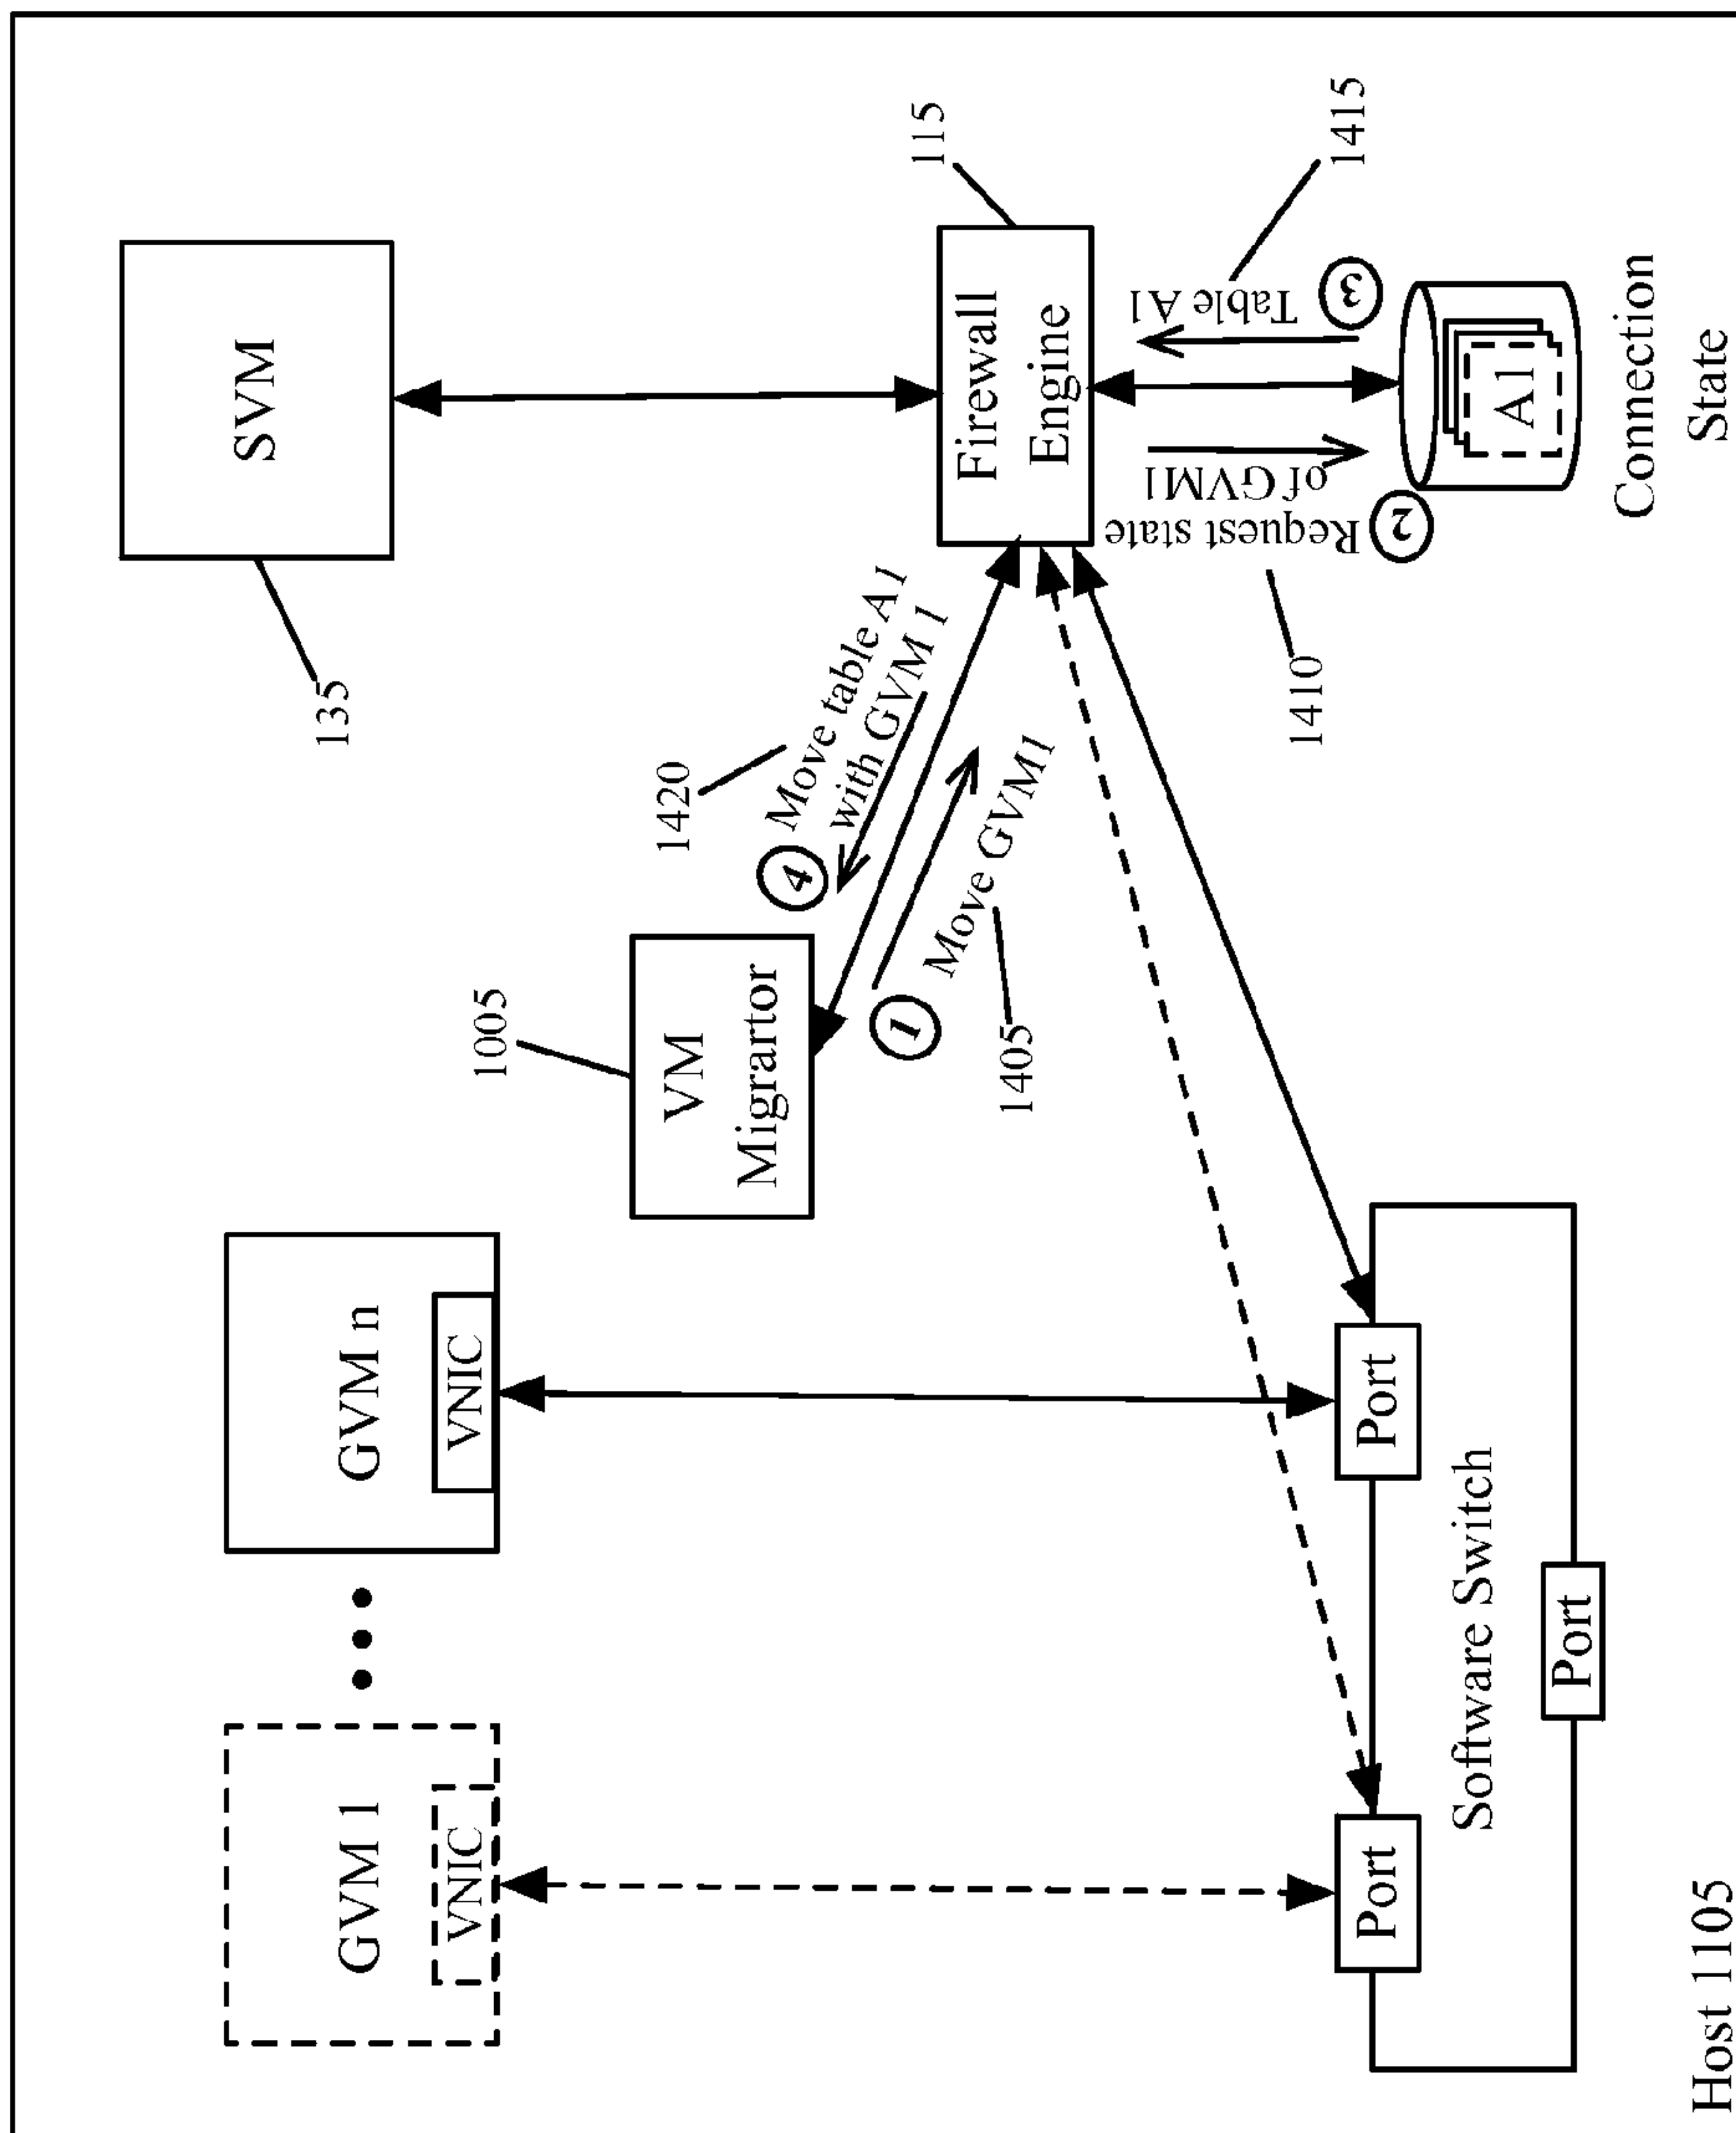 GVM 1
VNIC
GVM n
VNIC
SVM
135
1005
VM
Migrartor
1420
④ Move table A1
with GVM 1
① Move GVM1
1405
115
Firewall
Engine
② Request state
of GVM1
1410
③ Table A1
1415
A1
Connection
State
Port
Port
Software Switch
Port
Host 1105